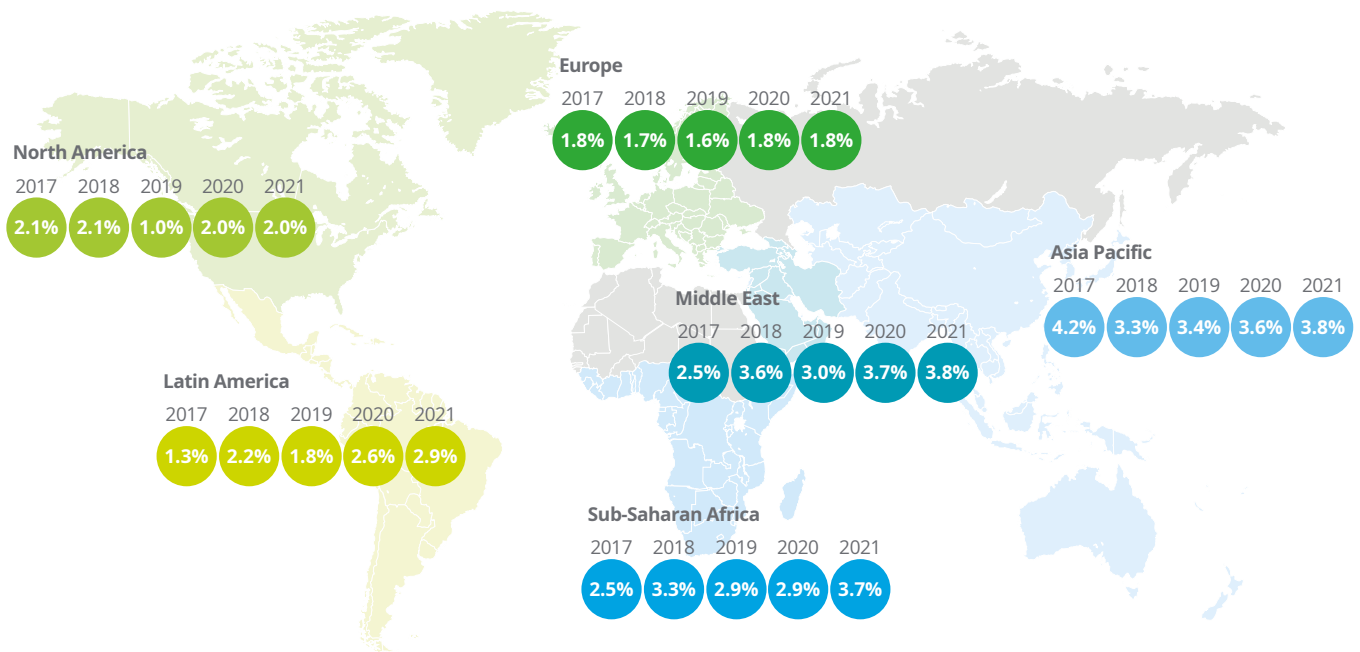 Europe
2017 2018 2019 2020 2021
1.8% 1.7% 1.6% 1.8% 1.8%
North America
2017 2018 2019 2020 2021
2.1% 2.1% 1.0% 2.0% 2.0%
Asia Pacific
2017 2018 2019 2020 2021
4.2% 3.3% 3.4% 3.6% 3.8%
Middle East
2017 2018 2019 2020 2021
2.5% 3.6% 3.0% 3.7% 3.8%
Latin America
2017 2018 2019 2020 2021
1.3% 2.2% 1.8% 2.6% 2.9%
Sub-Saharan Africa
2017 2018 2019 2020 2021
2.5% 3.3% 2.9% 2.9% 3.7%